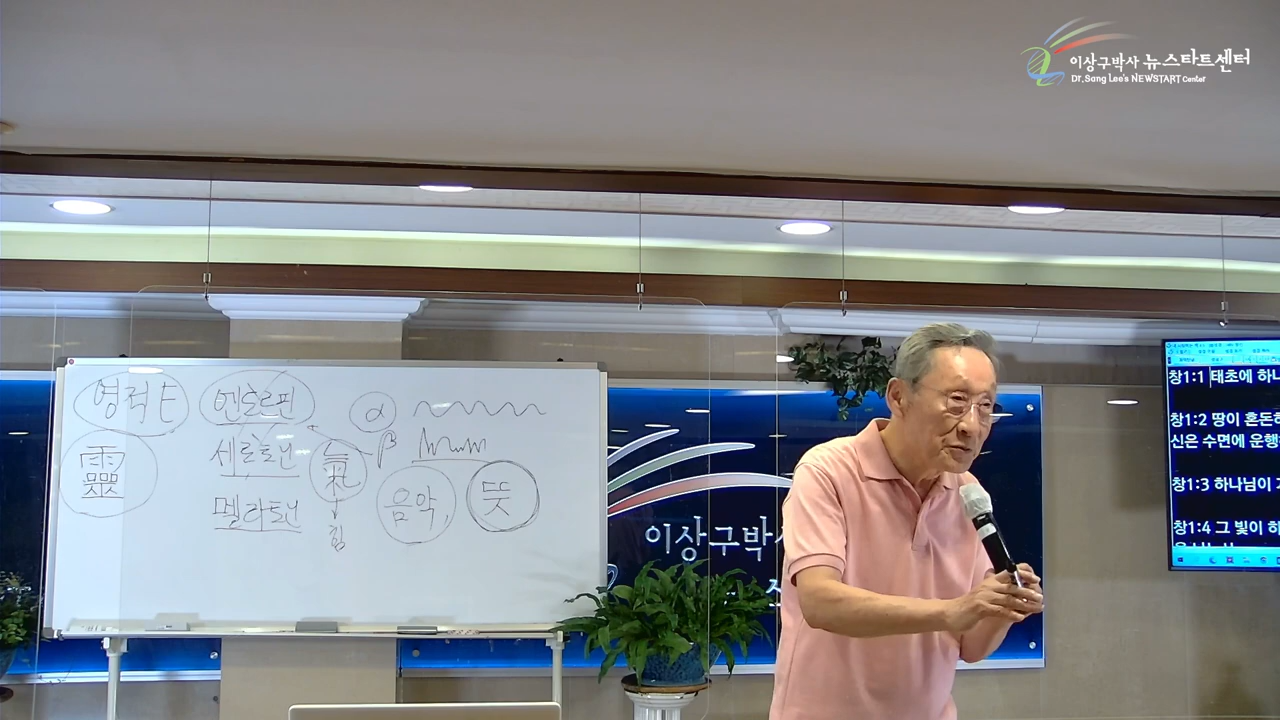 이상구박사 뉴스타트센터
Dr. Sang Lee's NEWSTART Center
영적 E
엔돌핀
α
세로토닌
氣
β
靈
멜라토닌
음악,
뜻
힘
이상구박사
창1:1 태초에 하나
창1:2 땅이 혼돈하
신은 수면에 운행
창1:3 하나님이
창1:4 그 빛이 하